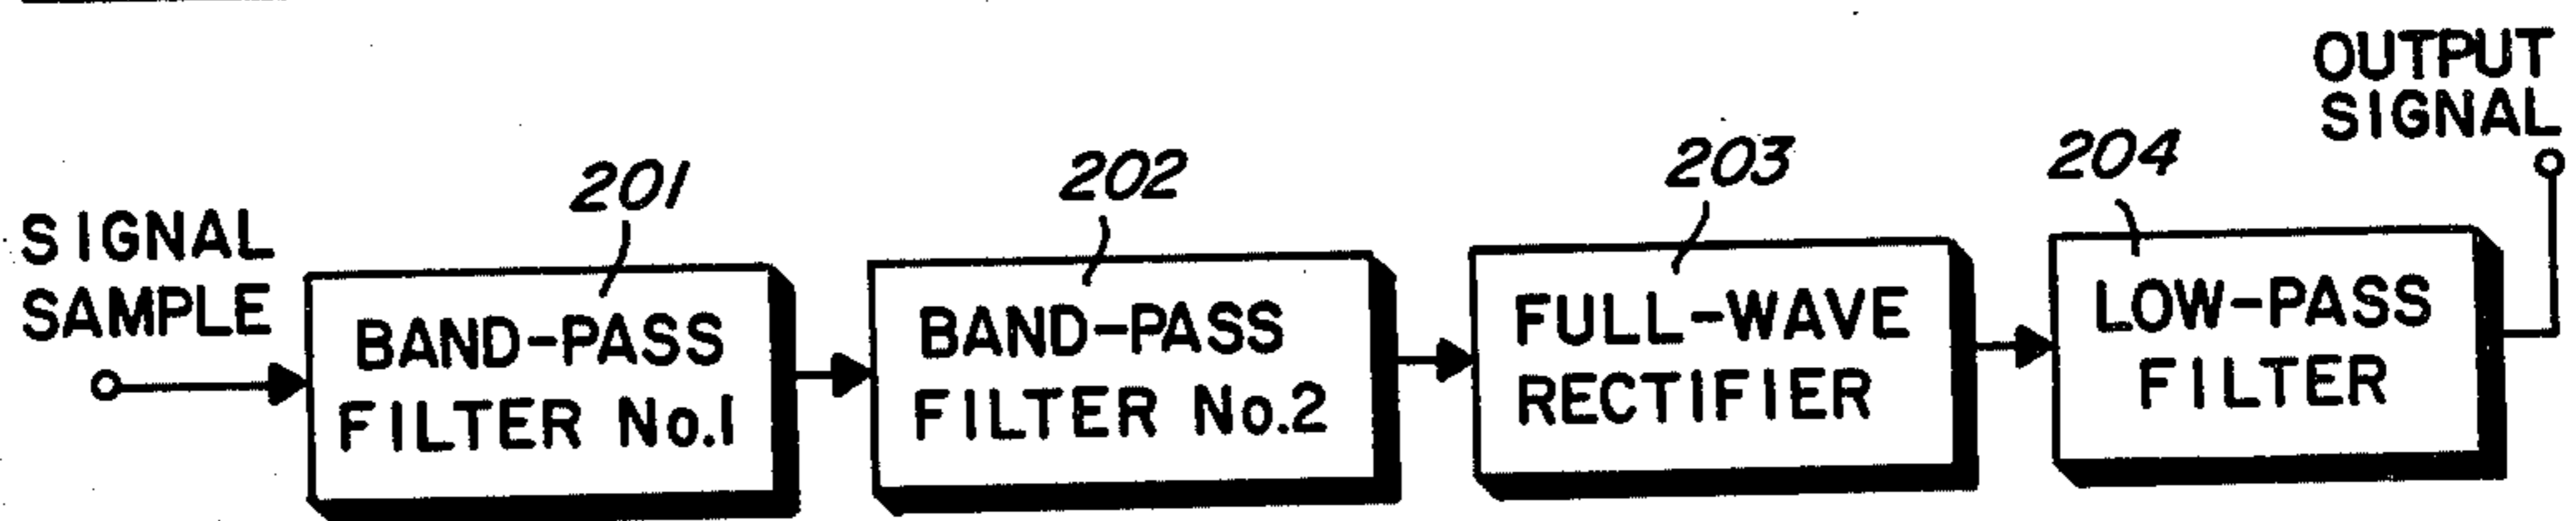 SIGNAL
SAMPLE
201
BAND-PASS
FILTER No.1
202
BAND-PASS
FILTER No.2
203
FULL-WAVE
RECTIFIER
204
LOW-PASS
FILTER
OUTPUT
SIGNAL